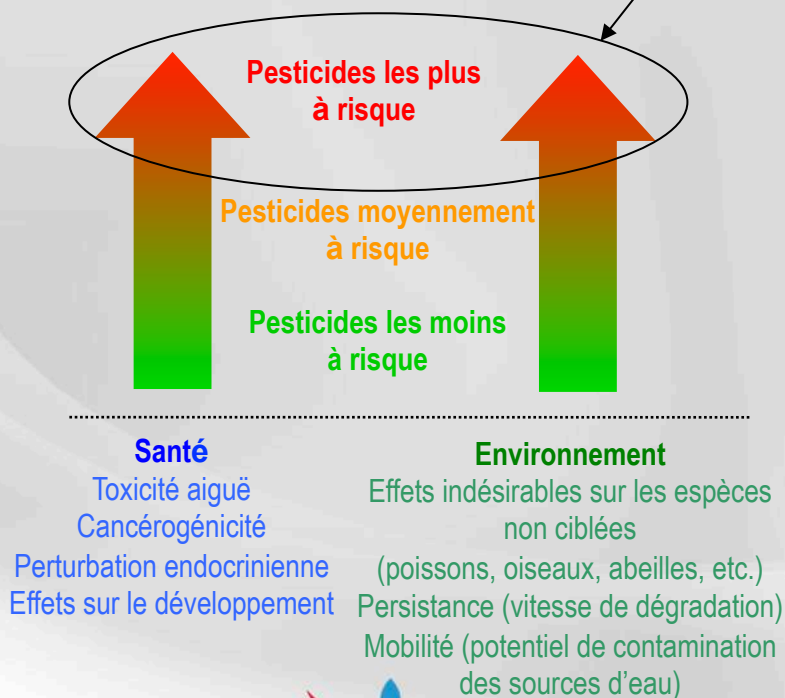 Pesticides les plus
à risque
Pesticides moyennement
à risque
Pesticides les moins
à risque
Santé
Toxicité aiguë
Cancérogénicité
Perturbation endocrinienne
Effets sur le développement
Environnement
Effets indésirables sur les espèces
non ciblées
(poissons, oiseaux, abeilles, etc.)
Persistance (vitesse de dégradation)
Mobilité (potentiel de contamination
des sources d’eau)